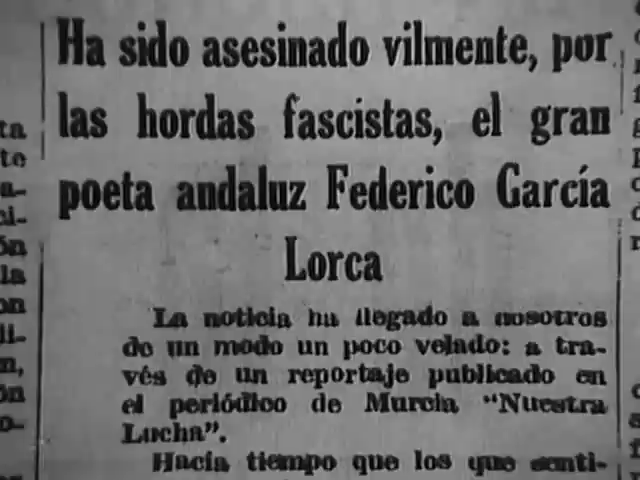 Ha sido asesinado vilmente, por
las hordas fascistas, el gran
poeta andaluz Federico García
Lorca
La noticia ha llegado a nosotros
de un modo un poco velado: a tra-
vés de un reportaje publicado en
el periódico de Murcia "Nuestra
Lucha".
Hacía tiempo que los que senti-